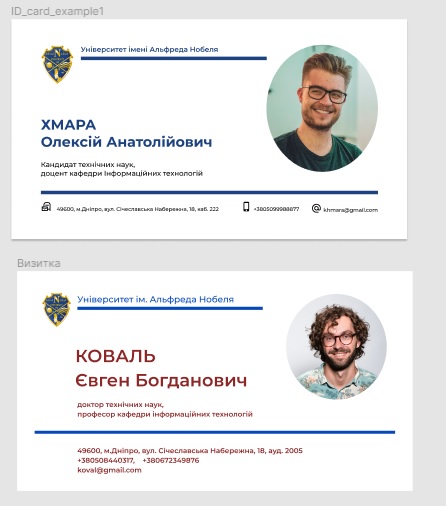 ID_card_example1
Університет імені Альфреда Нобеля
ХМАРА
Олексій Анатолійович
Кандидат технічних наук,
доцент кафедри Інформаційних технологій
49600, м.Дніпро, вул. Січеславська Набережна, 18, каб. 222
+3805099988877
khmara@gmail.com
Визитка
Університет ім. Альфреда Нобеля
КОВАЛЬ
Євген Богданович
доктор технічних наук,
професор кафедри інформаційних технологій
49600, м.Дніпро, вул. Січеславська Набережна, 18, ауд. 2005
+380508440317, +380672349876
koval@gmail.com